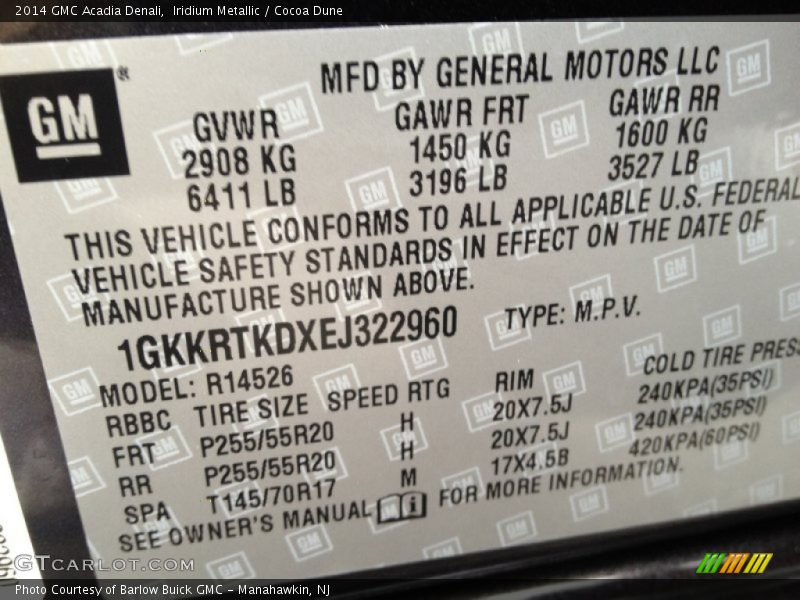 2014 GMC Acadia Denali, Iridium Metallic / Cocoa Dune
GM ®
MFD BY GENERAL MOTORS LLC
GVWR GAWR FRT GAWR RR
2908 KG 1450 KG 1600 KG
6411 LB 3196 LB 3527 LB
THIS VEHICLE CONFORMS TO ALL APPLICABLE U.S. FEDERAL
VEHICLE SAFETY STANDARDS IN EFFECT ON THE DATE OF
MANUFACTURE SHOWN ABOVE.
1GKKRTKDXEJ322960 TYPE: M.P.V.
MODEL: R14526
RBBC TIRE SIZE SPEED RTG RIM COLD TIRE PRESS
FRT P255/55R20 H 20X7.5J 240KPA(35PSI)
RR P255/55R20 H 20X7.5J 240KPA(35PSI)
SPA T145/70R17 M 17X4.5B 420KPA(60PSI)
SEE OWNER'S MANUAL i FOR MORE INFORMATION.
GTcarlot.com
Photo Courtesy of Barlow Buick GMC - Manahawkin, NJ